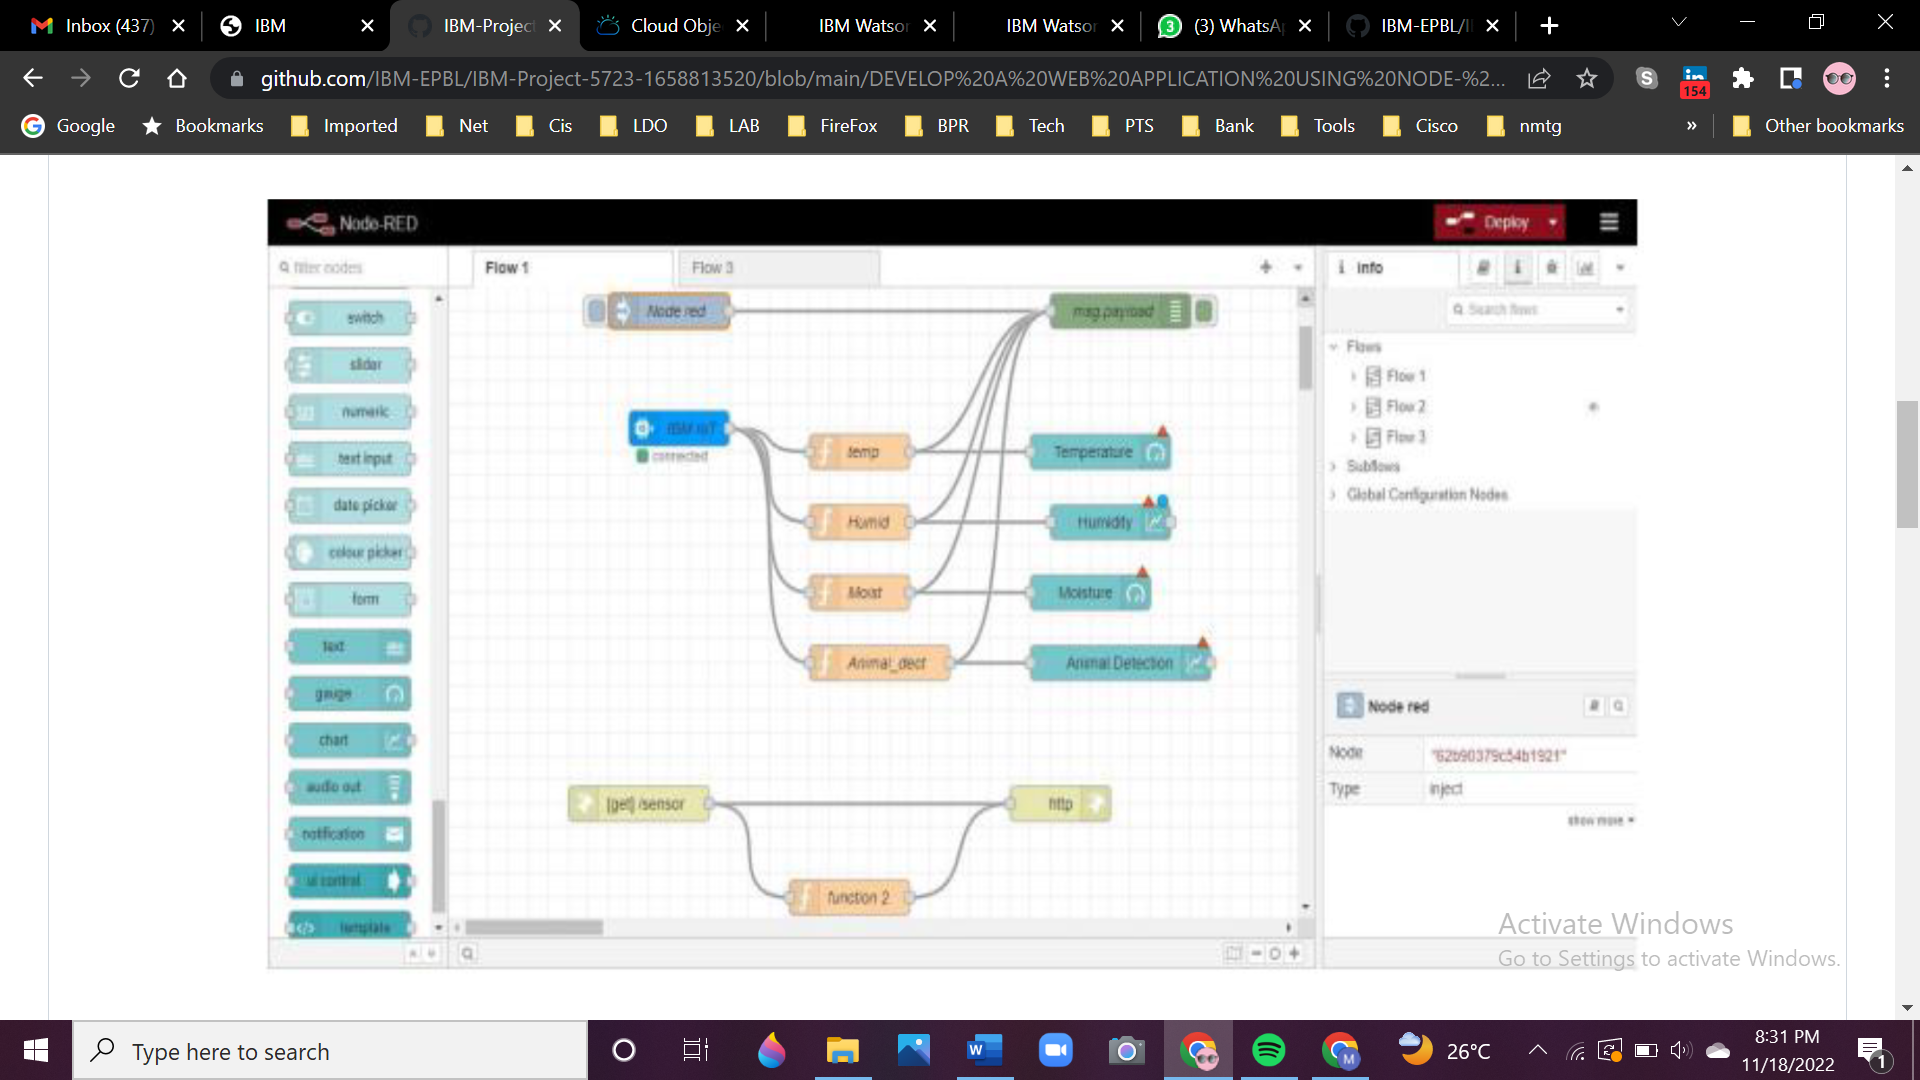 Inbox (437)
IBM
IBM-Project
Cloud Obje
IBM Watson
IBM Watson
(3) WhatsA
IBM-EPBL/I
github.com/IBM-EPBL/IBM-Project-5723-1658813520/blob/main/DEVELOP%20A%20WEB%20APPLICATION%20USING%20NODE-%2...
154
Google
Bookmarks
Imported
Net
Cis
LDO
LAB
FireFox
BPR
Tech
PTS
Bank
Tools
Cisco
nmtg
»
Other bookmarks
Node-RED
Deploy
filter nodes
Flow 1
Flow 3
i info
Search flows
switch
slider
numeric
text input
date picker
colour picker
form
text
gauge
chart
audio out
notification
ui control
template
Node red
msg.payload
IBM IoT
connected
temp
Temperature
Humid
Humidity
Moist
Moisture
Animal_dect
Animal Detection
[get] /sensor
http
function 2
Flows
Flow 1
Flow 2
Flow 3
Subflows
Global Configuration Nodes
Node red
Node "62b90379c54b1921"
Type inject
show more
Activate Windows
Go to Settings to activate Windows.
Type here to search
26°C
8:31 PM
11/18/2022
1